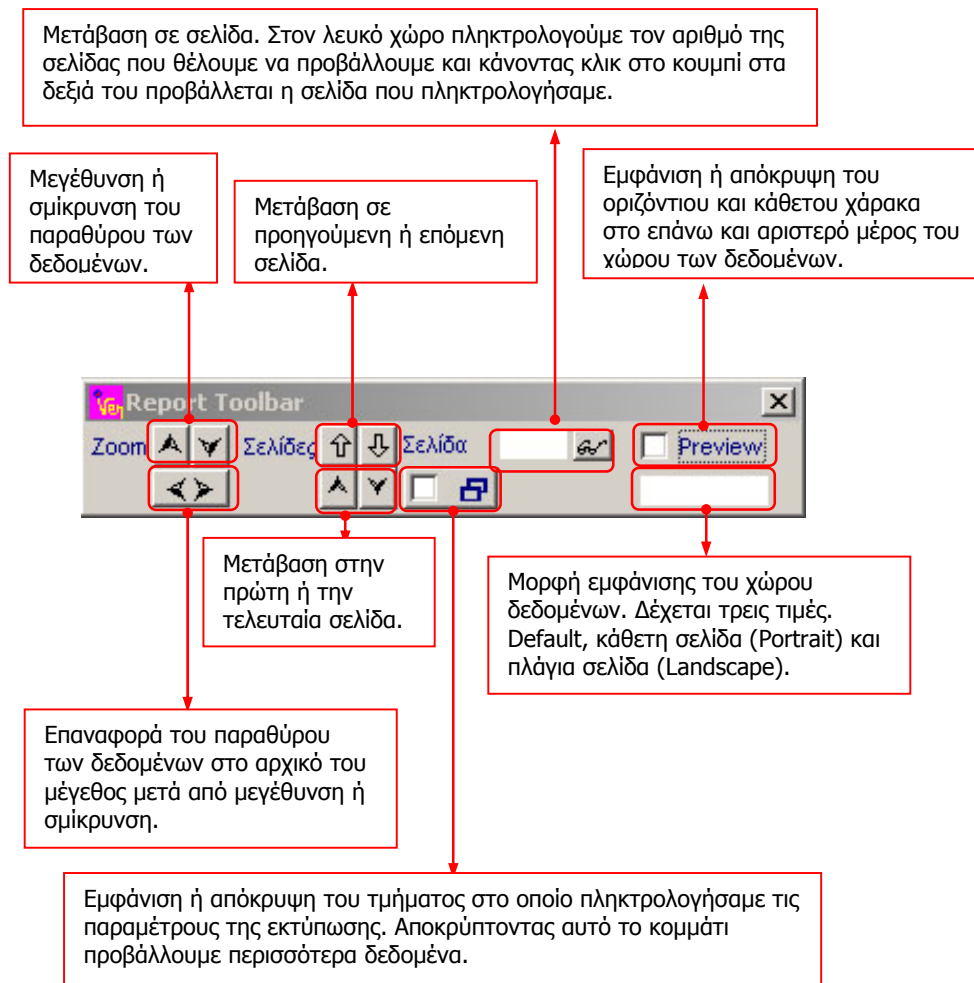 Μετάβαση σε σελίδα. Στον λευκό χώρο πληκτρολογούμε τον αριθμό της
σελίδας που θέλουμε να προβάλλουμε και κάνοντας κλικ στο κουμπί στα
δεξιά του προβάλλεται η σελίδα που πληκτρολογήσαμε.
Μεγέθυνση ή
σμίκρυνση του
παραθύρου των
δεδομένων.
Μετάβαση σε
προηγούμενη ή επόμενη
σελίδα.
Εμφάνιση ή απόκρυψη του
οριζόντιου και κάθετου χάρακα
στο επάνω και αριστερό μέρος του
χώρου των δεδομένων.
Report Toolbar
Zoom Σελίδες Σελίδα Preview
Μετάβαση στην
πρώτη ή την
τελευταία σελίδα.
Μορφή εμφάνισης του χώρου
δεδομένων. Δέχεται τρεις τιμές.
Default, κάθετη σελίδα (Portrait) και
πλάγια σελίδα (Landscape).
Επαναφορά του παραθύρου
των δεδομένων στο αρχικό του
μέγεθος μετά από μεγέθυνση ή
σμίκρυνση.
Εμφάνιση ή απόκρυψη του τμήματος στο οποίο πληκτρολογήσαμε τις
παραμέτρους της εκτύπωσης. Αποκρύπτοντας αυτό το κομμάτι
προβάλλουμε περισσότερα δεδομένα.